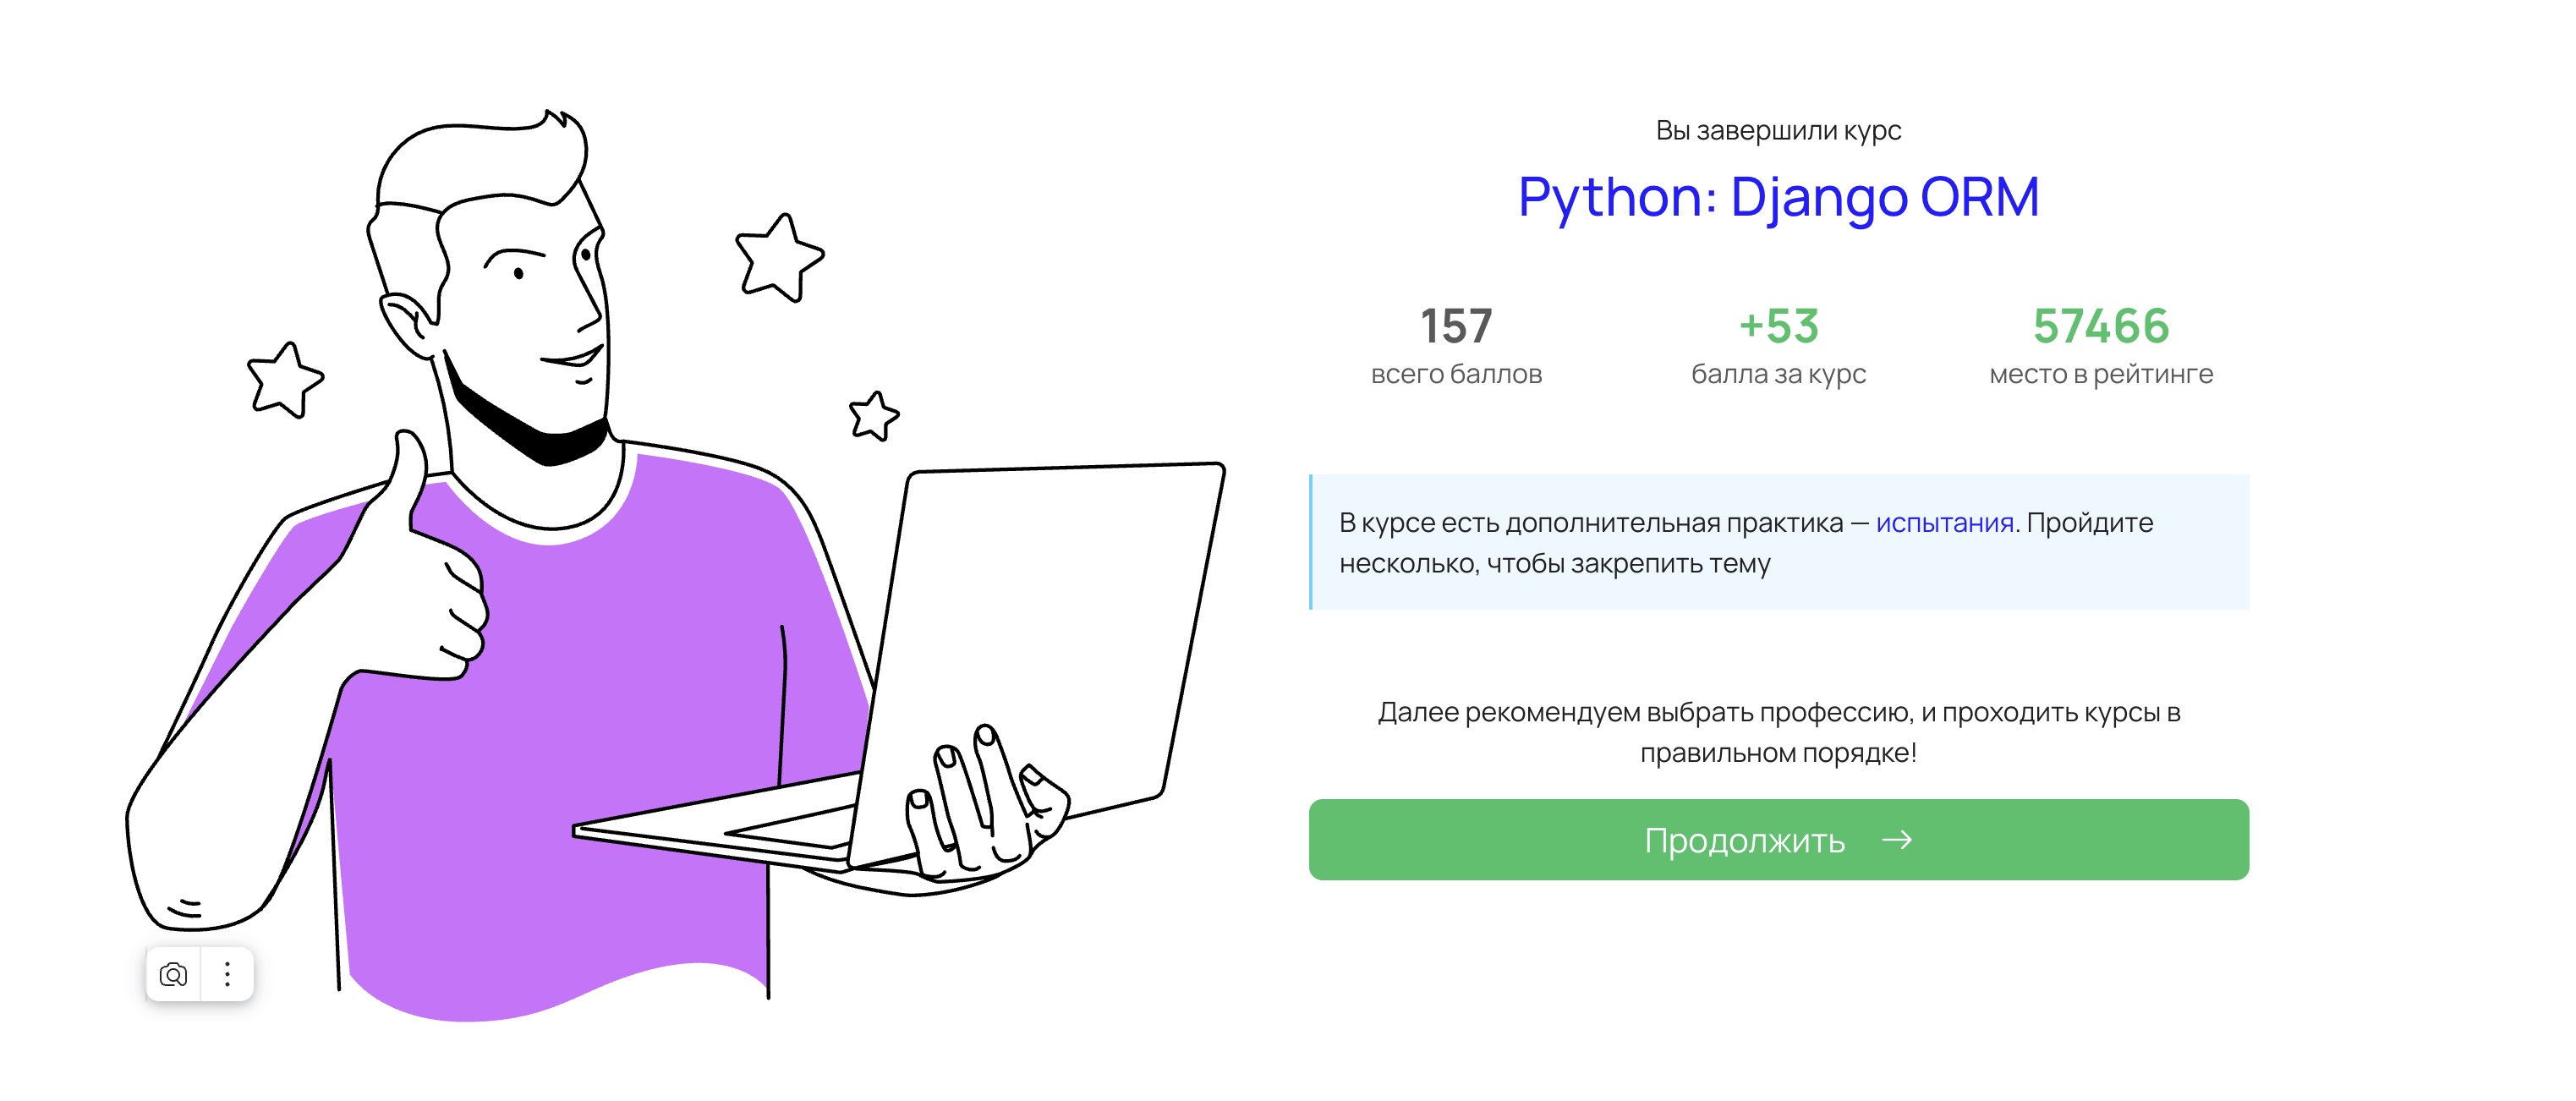 Вы завершили курс
Python: Django ORM
157
всего баллов
+53
балла за курс
57466
место в рейтинге
В курсе есть дополнительная практика — испытания. Пройдите
несколько, чтобы закрепить тему
Далее рекомендуем выбрать профессию, и проходить курсы в
правильном порядке!
Продолжить →